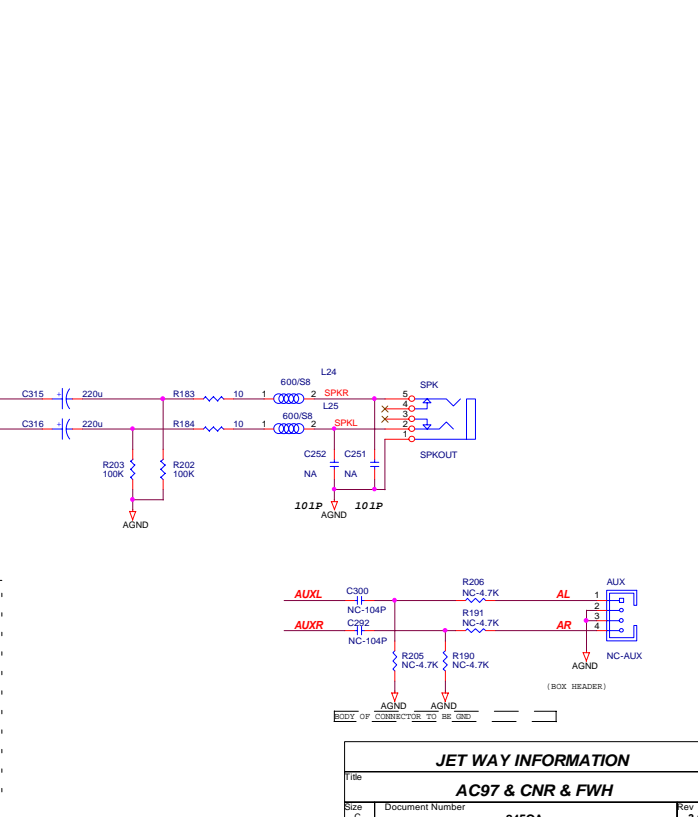 L24
600/S8
SPK
C315 + 220u R183 10 1 2 SPKR 5
L25 4
600/S8 3
C316 + 220u R184 10 1 2 SPKL 2
1
C252 C251 SPKOUT
R203 R202
100K 100K NA NA
101P 101P
AGND
AGND
R206 AUX
AUXL C300 NC-4.7K AL 1
2
NC-104P R191 3
AUXR C292 NC-4.7K AR 4
NC-104P
R205 R190 NC-AUX
NC-4.7K NC-4.7K AGND
(BOX HEADER)
AGND AGND
BODY OF CONNECTOR TO BE GND
JET WAY INFORMATION
Title
AC97 & CNR & FWH
Size Document Number Rev